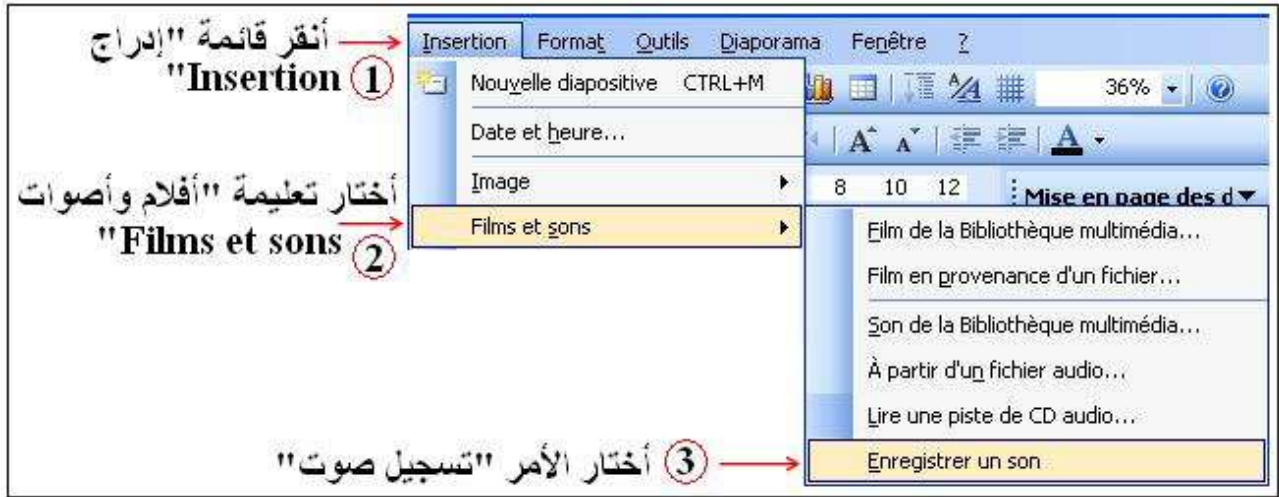 أنقر قائمة "إدراج
Insertion" ①
Insertion Format Outils Diaporama Fenêtre ?
Nouvelle diapositive CTRL+M
36%
Date et heure...
A A A
Image
8 10 12
Mise en page des d
أختار تعليمة "أفلام وأصوات
Films et sons" ②
Films et sons
Film de la Bibliothèque multimédia...
Film en provenance d'un fichier...
Son de la Bibliothèque multimédia...
À partir d'un fichier audio...
Lire une piste de CD audio...
③ أختار الأمر "تسجيل صوت"
Enregistrer un son